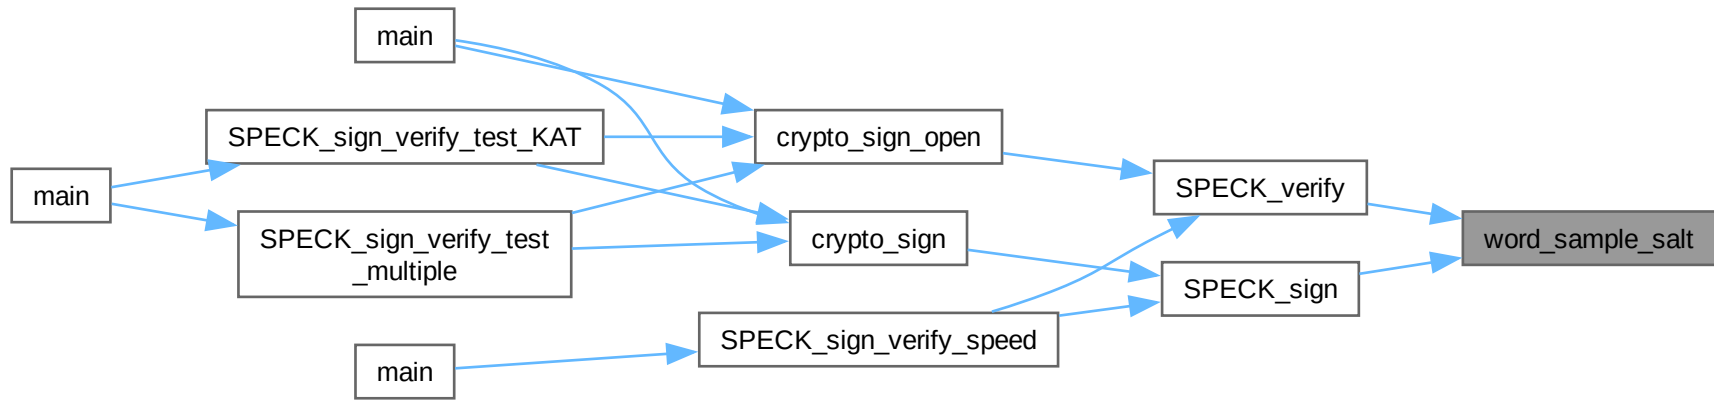 main
SPECK_sign_verify_test_KAT
crypto_sign_open
main
SPECK_verify
SPECK_sign_verify_test
_multiple
crypto_sign
word_sample_salt
SPECK_sign
SPECK_sign_verify_speed
main